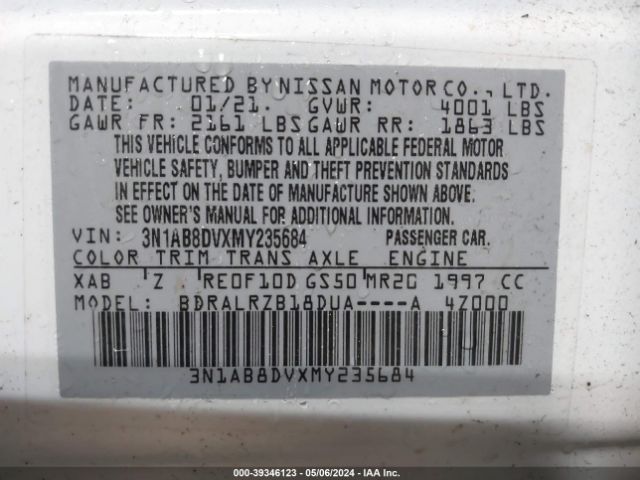 MANUFACTURED BY NISSAN MOTOR CO., LTD.
DATE: 01/21. GVWR: 4001 LBS
GAWR FR: 2161 LBS GAWR RR: 1863 LBS
THIS VEHICLE CONFORMS TO ALL APPLICABLE FEDERAL MOTOR
VEHICLE SAFETY, BUMPER AND THEFT PREVENTION STANDARDS
IN EFFECT ON THE DATE OF MANUFACTURE SHOWN ABOVE.
SEE OWNER'S MANUAL FOR ADDITIONAL INFORMATION.
VIN: 3N1AB8DVXMY235684 PASSENGER CAR.
COLOR TRIM TRANS AXLE ENGINE
XAB Z RE0F10D GS50 MR20 1997 CC
MODEL: BDRALRZB18DUA----A 4Z000
3N1AB8DVXMY235684
000-39346123 - 05/06/2024 - IAAI.com